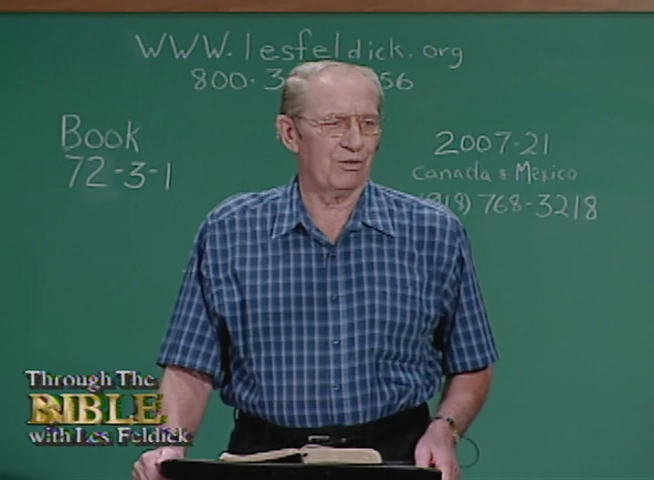 WWW.lesfeldick.org
800-3 56
Book
72-3-1
2007-21
Canada & Mexico
(918) 768-3218
Through The
BIBLE
with Les Feldick